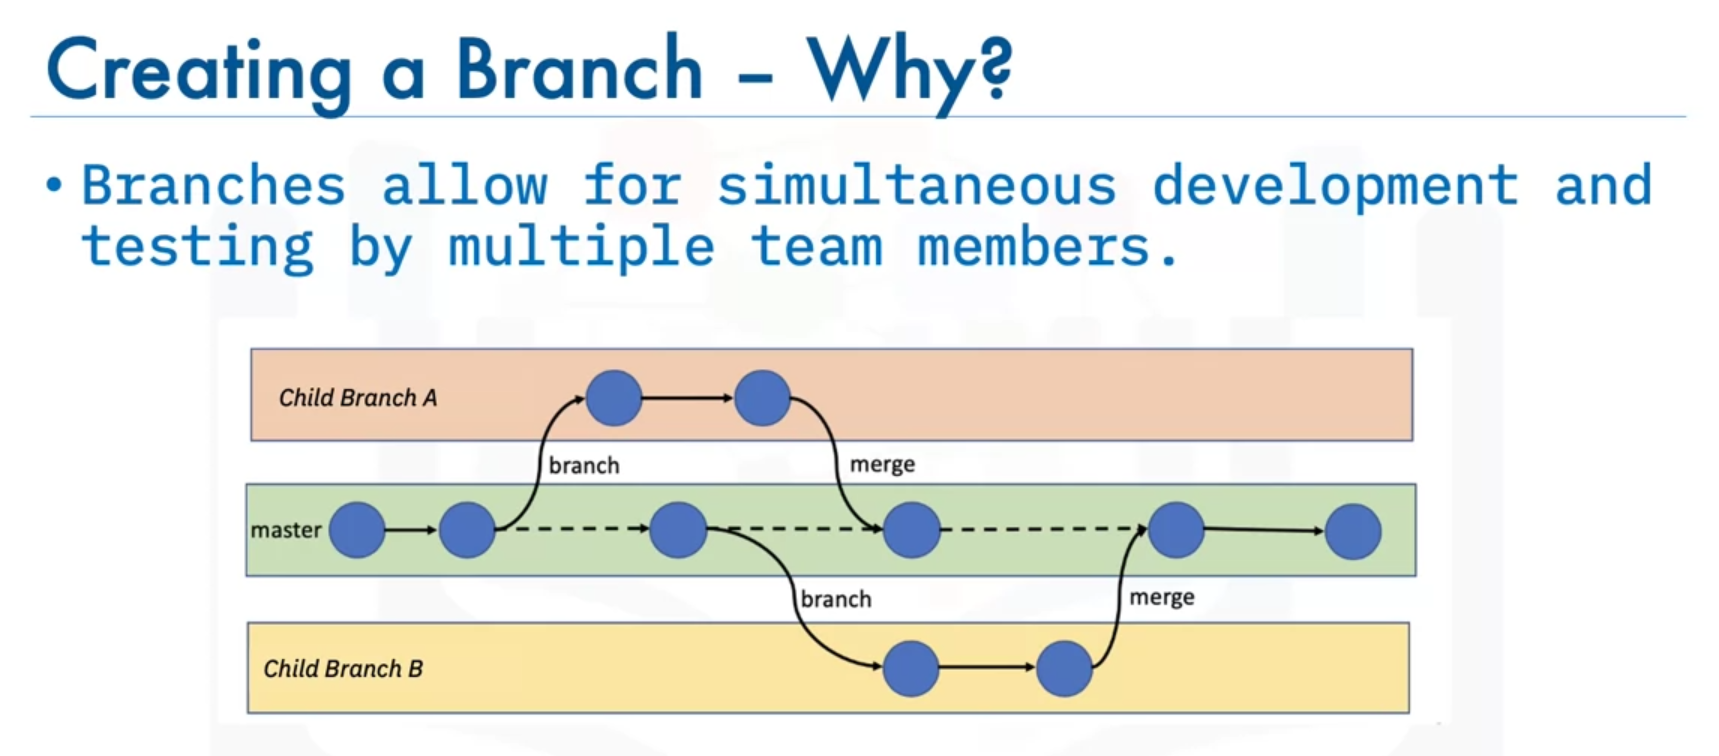 Creating a Branch – Why?
• Branches allow for simultaneous development and
testing by multiple team members.
Child Branch A
branch
merge
master
branch
merge
Child Branch B